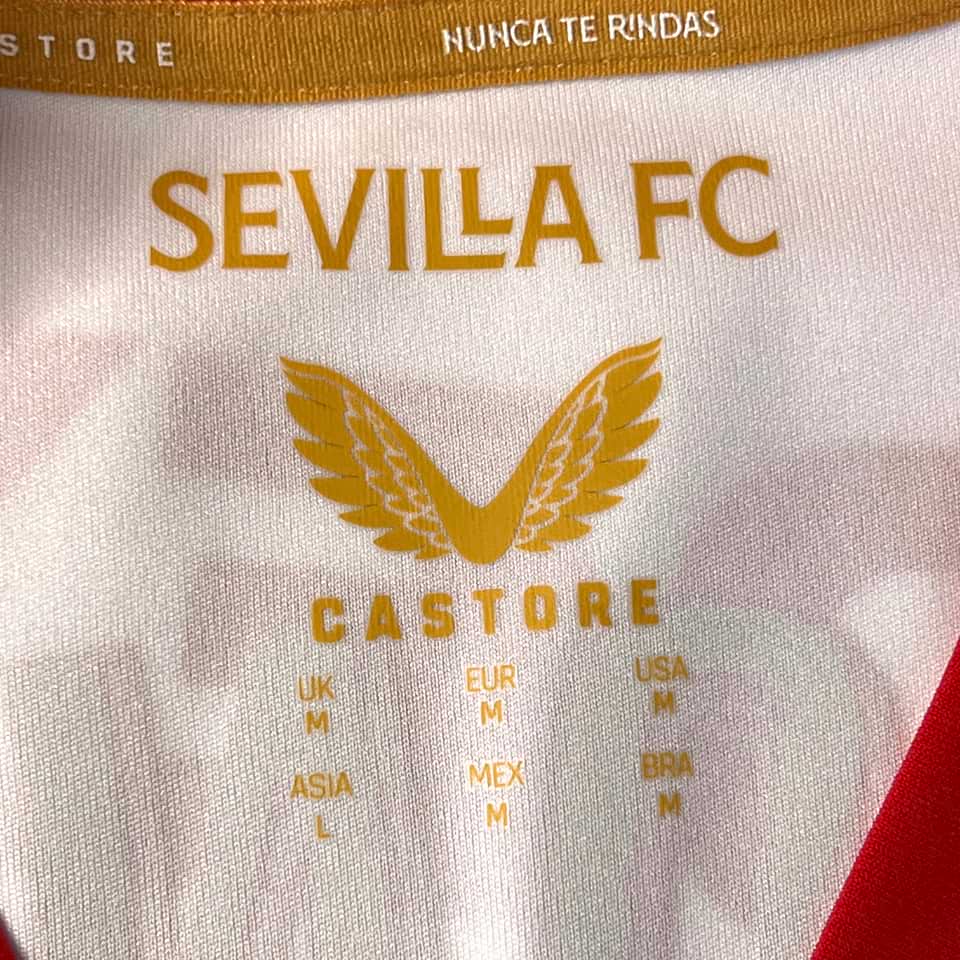 STORE NUNCA TE RINDAS
SEVILLA FC
CASTORE
UK EUR USA
M M M
ASIA MEX BRA
L M M